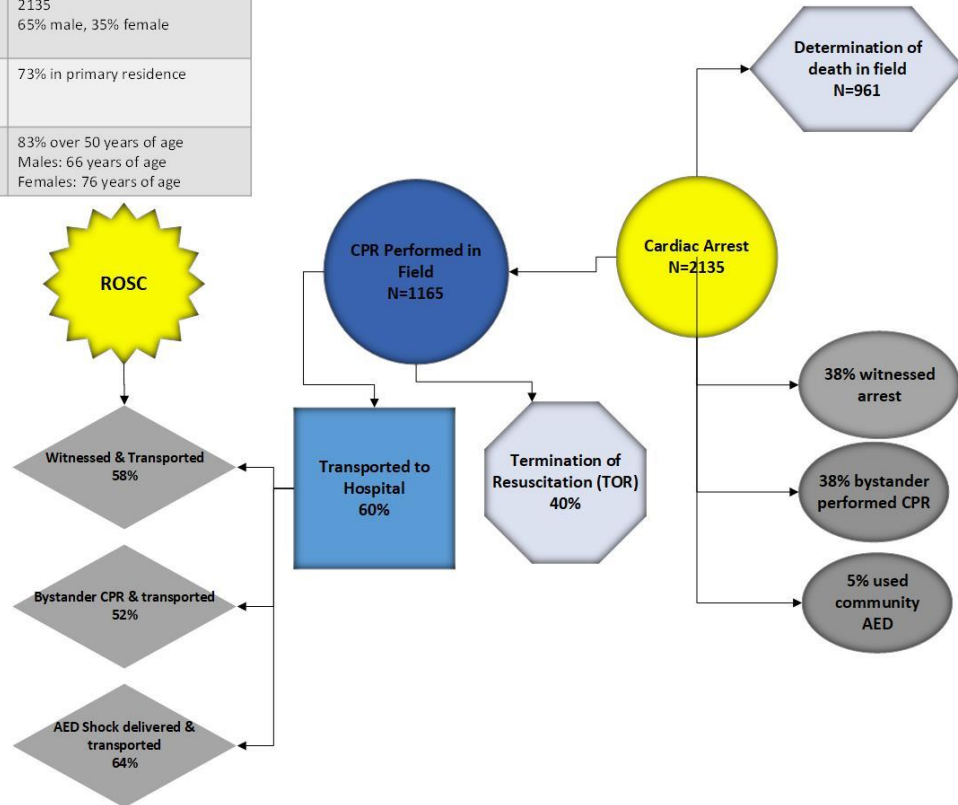 2135
65% male, 35% female
73% in primary residence
83% over 50 years of age
Males: 66 years of age
Females: 76 years of age
Determination of
death in field
N=961
CPR Performed in
Field
N=1165
Cardiac Arrest
N=2135
ROSC
38% witnessed
arrest
Witnessed & Transported
58%
Transported to
Hospital
60%
Termination of
Resuscitation (TOR)
40%
38% bystander
performed CPR
Bystander CPR & transported
52%
5% used
community
AED
AED Shock delivered &
transported
64%